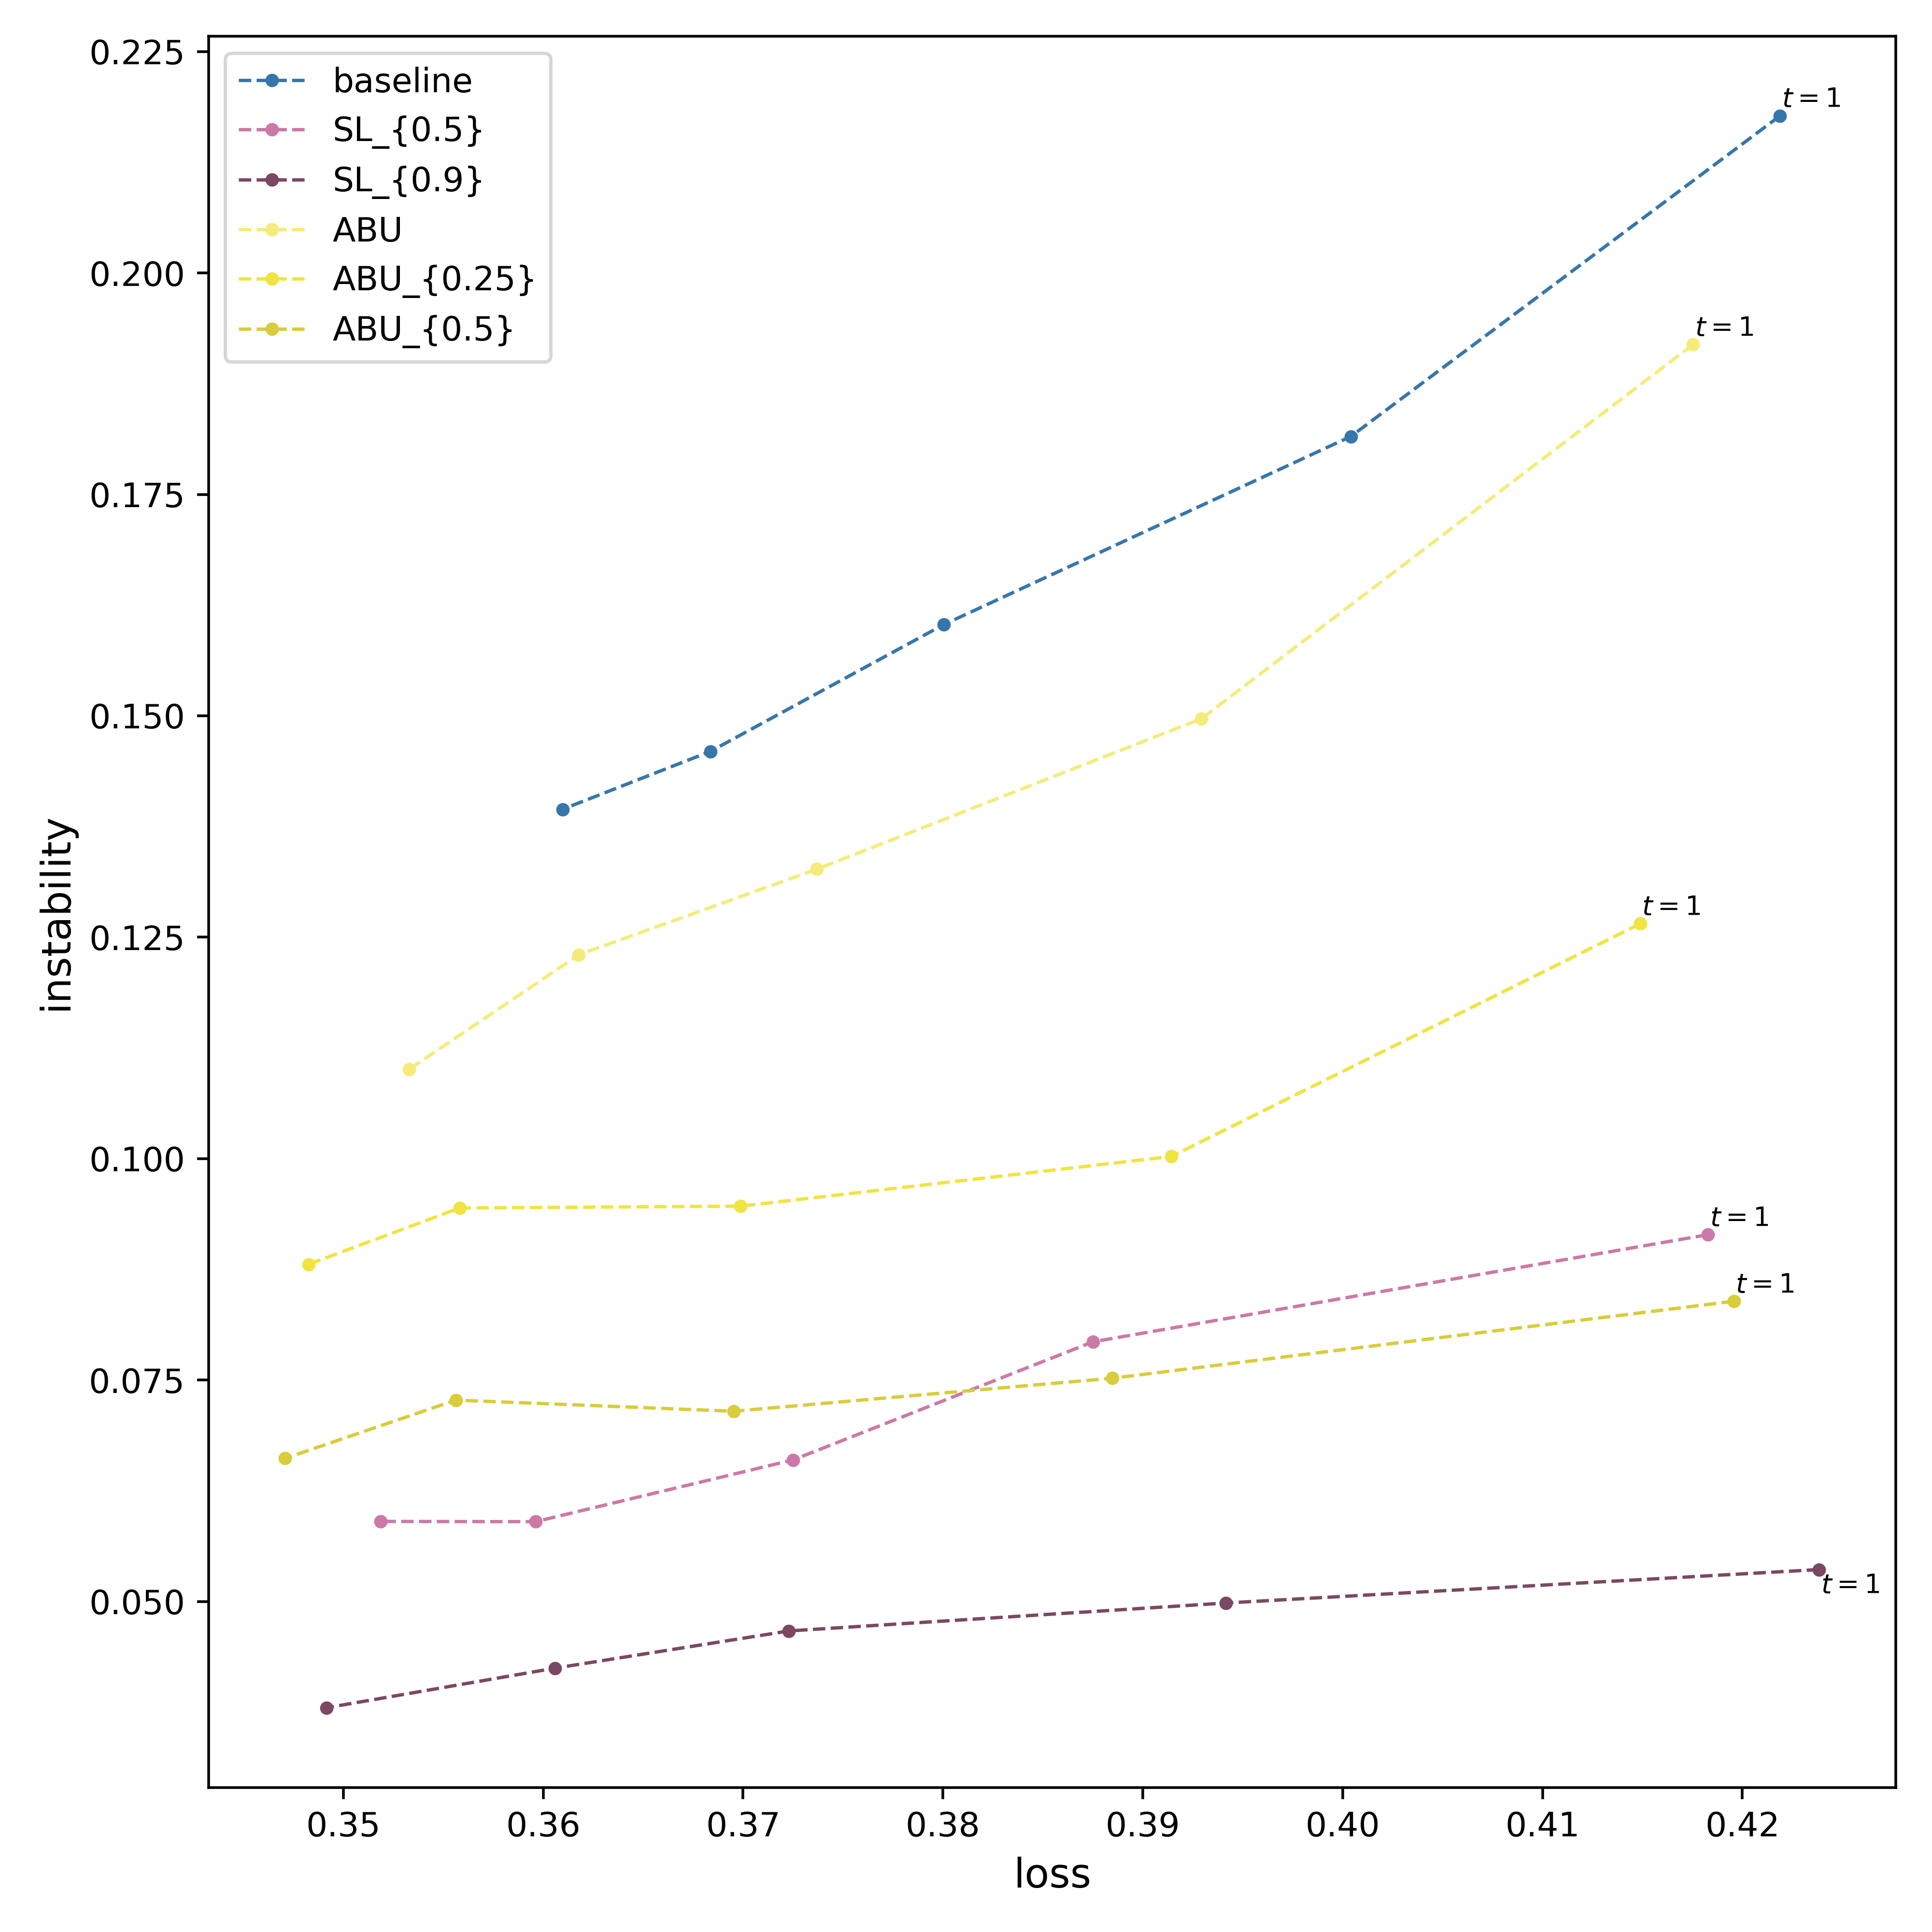 0.225
0.200
0.175
0.150
0.125
0.100
0.075
0.050
instability
baseline
SL_{0.5}
SL_{0.9}
ABU
ABU_{0.25}
ABU_{0.5}
t = 1
t = 1
t = 1
t = 1
t = 1
t = 1
0.35 0.36 0.37 0.38 0.39 0.40 0.41 0.42
loss